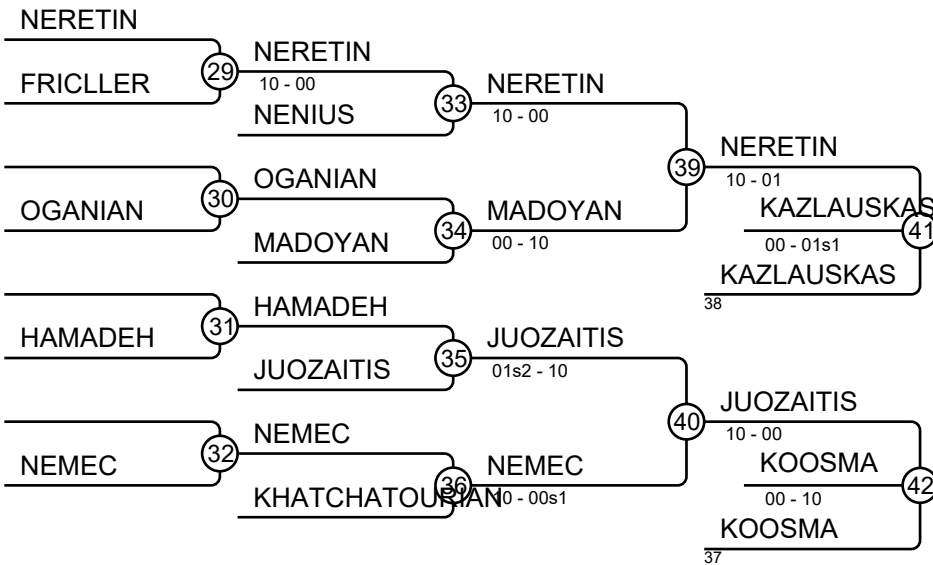 NERETIN
FRICLLER
29
NERETIN
10 - 00
NENIUS
33
NERETIN
10 - 00
OGANIAN
30
OGANIAN
MADOYAN
34
MADOYAN
00 - 10
39
NERETIN
10 - 01
KAZLAUSKAS
00 - 01s1
41
KAZLAUSKAS
38
HAMADEH
31
HAMADEH
JUOZAITIS
35
JUOZAITIS
01s2 - 10
NEMEC
32
NEMEC
KHATCHATOURIAN
36
NEMEC
10 - 00s1
40
JUOZAITIS
10 - 00
KOOSMA
00 - 10
42
KOOSMA
37